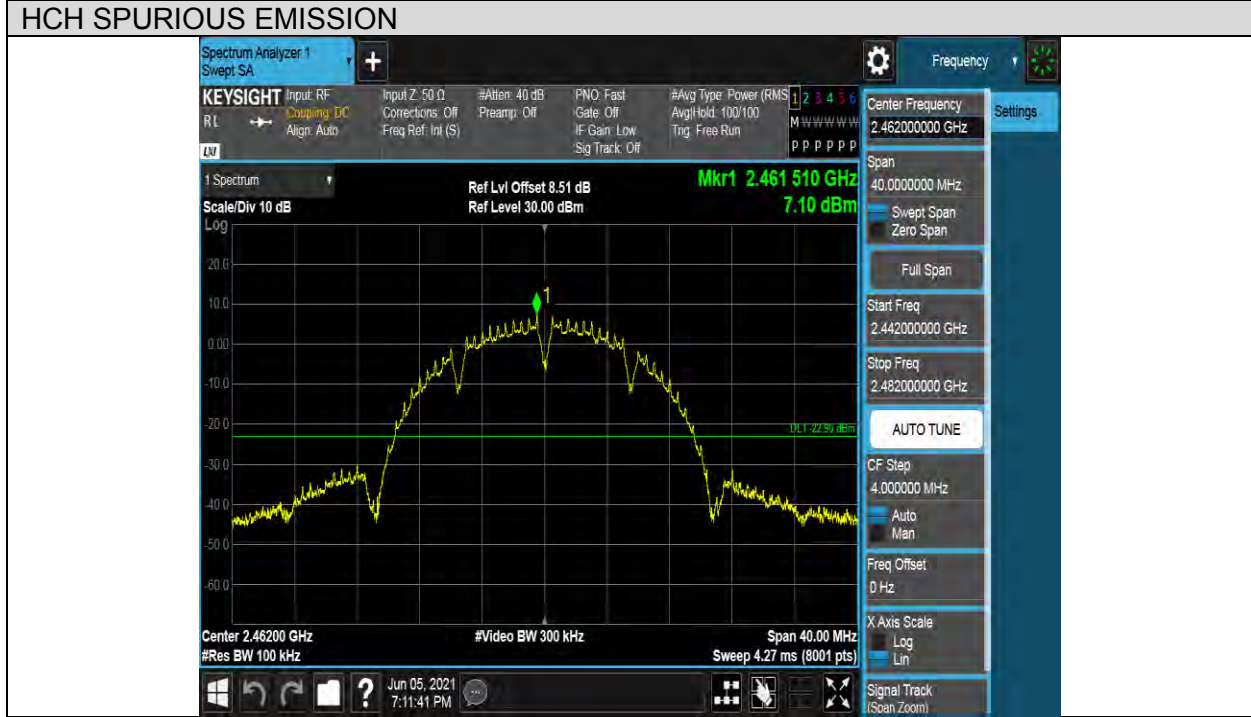 HCH SPURIOUS EMISSION
Spectrum Analyzer 1
Swept SA
+
Frequency
KEYSIGHT
RL
LXI
Input: RF
Coupling: DC
Align: Auto
Input Z: 50 Ω
Corrections: Off
Freq Ref: Int (S)
#Atten: 40 dB
Preamp: Off
PNO: Fast
Gate: Off
IF Gain: Low
Sig Track: Off
#Avg Type: Power (RMS
Avg|Hold: 100/100
Trig: Free Run
1 2 3 4 5 6
M W W W W W
P P P P P P
1 Spectrum
Scale/Div 10 dB
Ref Lvl Offset 8.51 dB
Ref Level 30.00 dBm
Mkr1 2.461 510 GHz
7.10 dBm
Log
20.0
10.0
0.00
-10.0
-20.0
-30.0
-40.0
-50.0
-60.0
1
DL1 -22.90 dBm
Center 2.46200 GHz
#Res BW 100 kHz
#Video BW 300 kHz
Span 40.00 MHz
Sweep 4.27 ms (8001 pts)
?
Jun 05, 2021
7:11:41 PM
Center Frequency
2.462000000 GHz
Settings
Span
40.0000000 MHz
Swept Span
Zero Span
Full Span
Start Freq
2.442000000 GHz
Stop Freq
2.482000000 GHz
AUTO TUNE
CF Step
4.000000 MHz
Auto
Man
Freq Offset
0 Hz
X Axis Scale
Log
Lin
Signal Track
(Span Zoom)